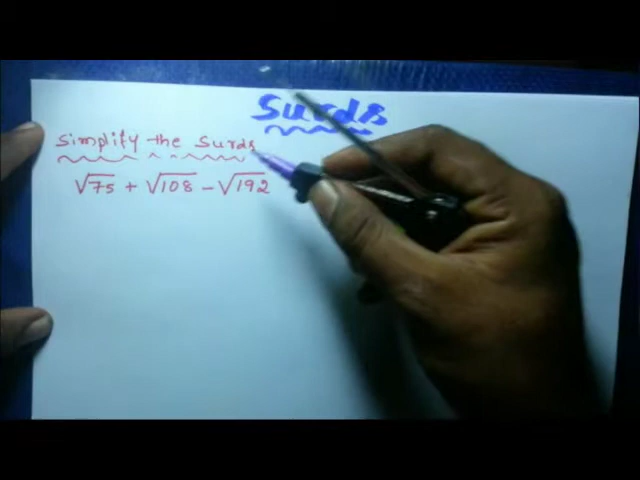 Surds
Simplify the Surds
√75 + √108 - √192